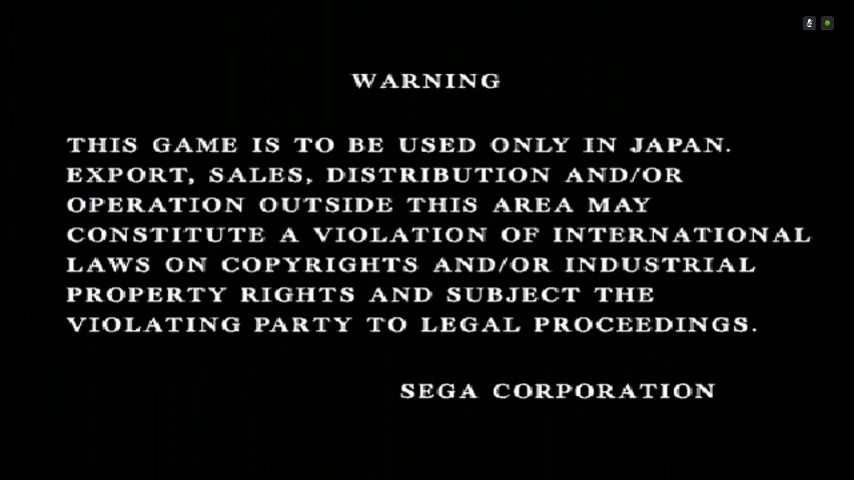 WARNING
THIS GAME IS TO BE USED ONLY IN JAPAN.
EXPORT, SALES, DISTRIBUTION AND/OR
OPERATION OUTSIDE THIS AREA MAY
CONSTITUTE A VIOLATION OF INTERNATIONAL
LAWS ON COPYRIGHTS AND/OR INDUSTRIAL
PROPERTY RIGHTS AND SUBJECT THE
VIOLATING PARTY TO LEGAL PROCEEDINGS.
SEGA CORPORATION